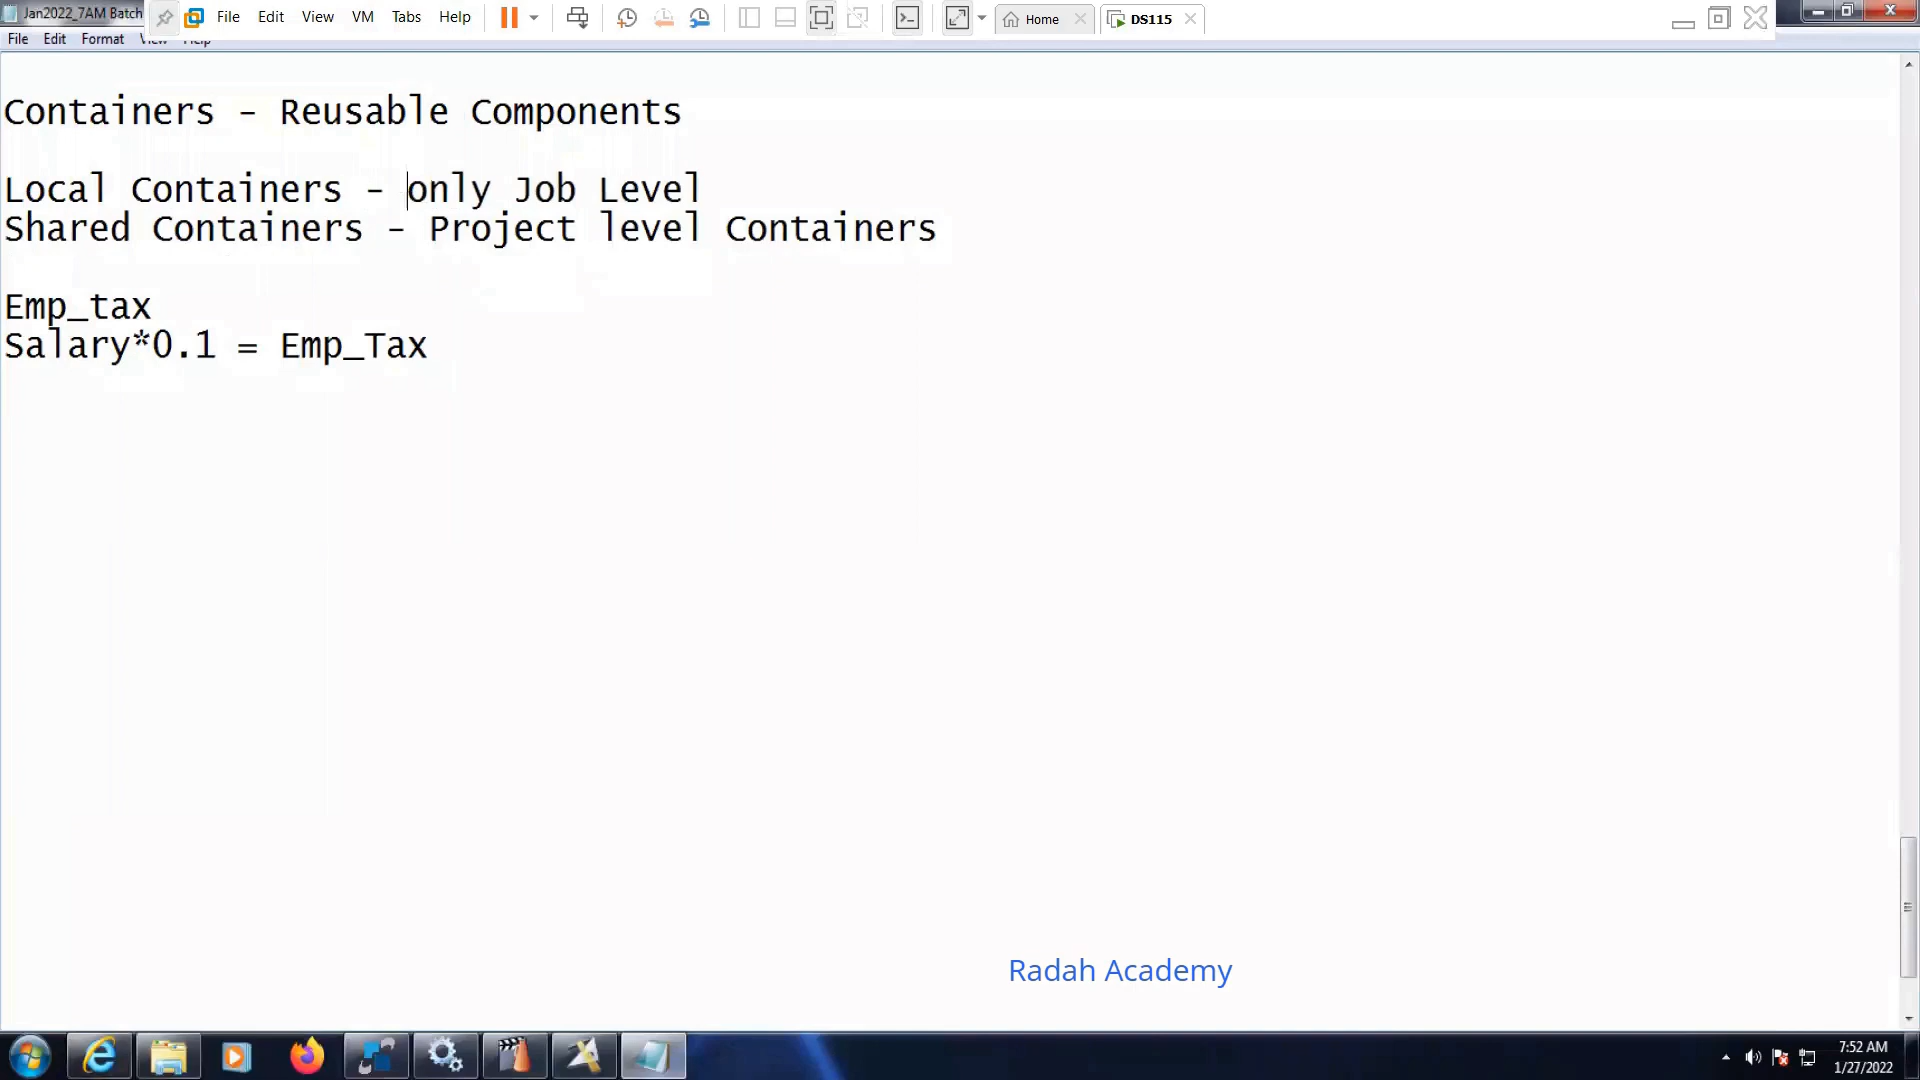 Jan2022_7AM Batch
File Edit View VM Tabs Help
Home
DS115
File Edit Format View Help
Containers - Reusable Components
Local Containers - only Job Level
Shared Containers - Project level Containers
Emp_tax
Salary*0.1 = Emp_Tax
Radah Academy
7:52 AM
1/27/2022